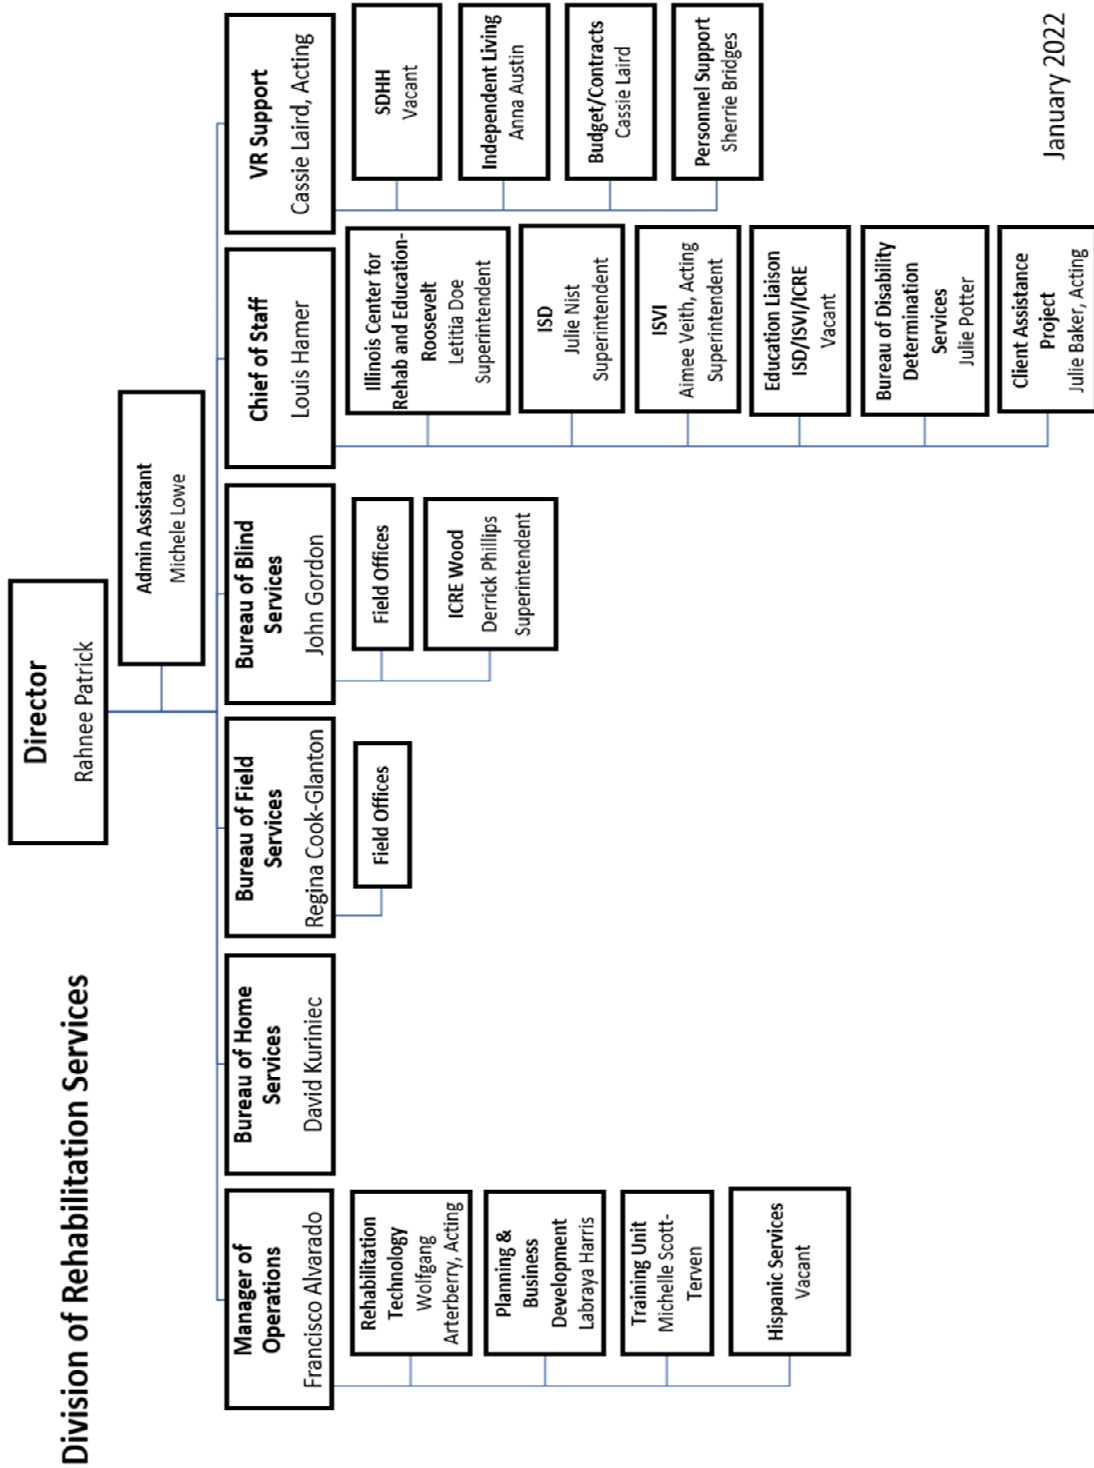 Division of Rehabilitation Services
Director
Rahnee Patrick
Admin Assistant
Michele Lowe
Manager of
Operations
Francisco Alvarado
Rehabilitation
Technology
Wolfgang
Arterberry, Acting
Planning &
Business
Development
Labraya Harris
Training Unit
Michelle Scott-
Terven
Hispanic Services
Vacant
Bureau of Home
Services
David Kuriniec
Bureau of Field
Services
Regina Cook-Glanton
Field Offices
Bureau of Blind
Services
John Gordon
Field Offices
ICRE Wood
Derrick Phillips
Superintendent
Chief of Staff
Louis Hamer
Illinois Center for
Rehab and Education-
Roosevelt
Letitia Doe
Superintendent
ISD
Julie Nist
Superintendent
ISVI
Aimee Veith, Acting
Superintendent
Education Liaison
ISD/ISVI/ICRE
Vacant
Bureau of Disability
Determination
Services
Julie Potter
Client Assistance
Project
Julie Baker, Acting
VR Support
Cassie Laird, Acting
SDHH
Vacant
Independent Living
Anna Austin
Budget/Contracts
Cassie Laird
Personnel Support
Sherrie Bridges
January 2022